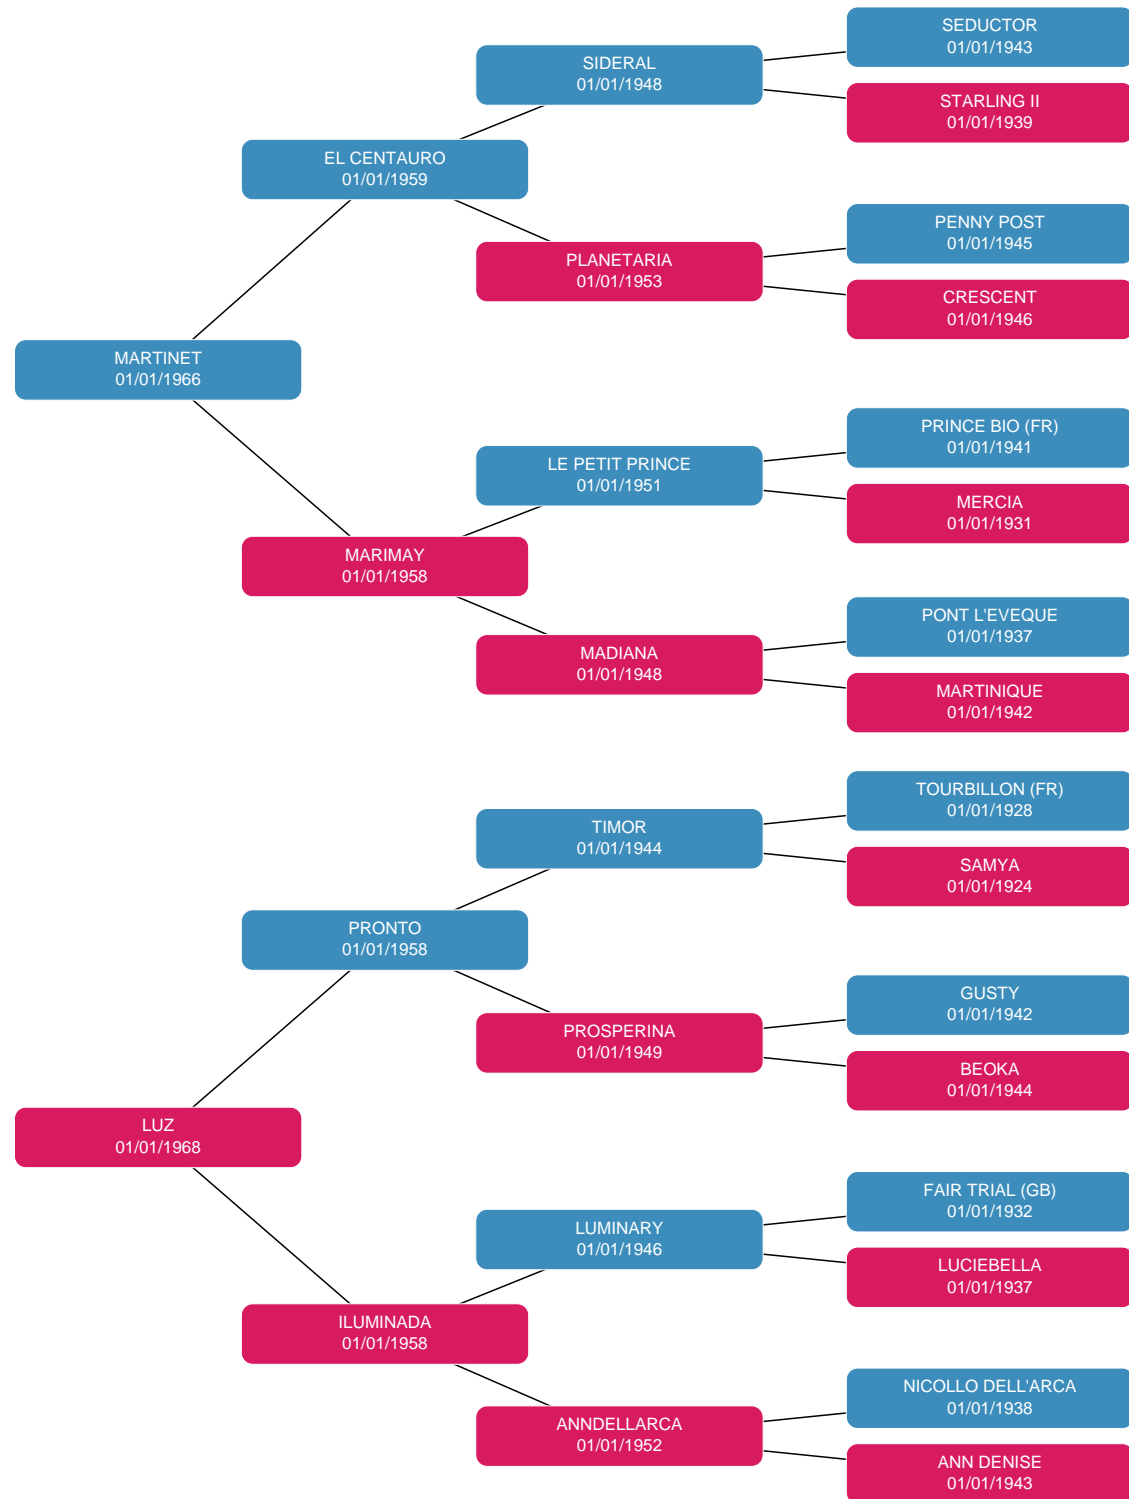 SEDUCTOR
01/01/1943
SIDERAL
01/01/1948
STARLING II
01/01/1939
EL CENTAURO
01/01/1959
PENNY POST
01/01/1945
PLANETARIA
01/01/1953
CRESCENT
01/01/1946
MARTINET
01/01/1966
PRINCE BIO (FR)
01/01/1941
LE PETIT PRINCE
01/01/1951
MERCIA
01/01/1931
MARIMAY
01/01/1958
PONT L'EVEQUE
01/01/1937
MADIANA
01/01/1948
MARTINIQUE
01/01/1942
TOURBILLON (FR)
01/01/1928
TIMOR
01/01/1944
SAMYA
01/01/1924
PRONTO
01/01/1958
GUSTY
01/01/1942
PROSPERINA
01/01/1949
BEOKA
01/01/1944
LUZ
01/01/1968
FAIR TRIAL (GB)
01/01/1932
LUMINARY
01/01/1946
LUCIEBELLA
01/01/1937
ILUMINADA
01/01/1958
NICOLLO DELL'ARCA
01/01/1938
ANNDELLARCA
01/01/1952
ANN DENISE
01/01/1943